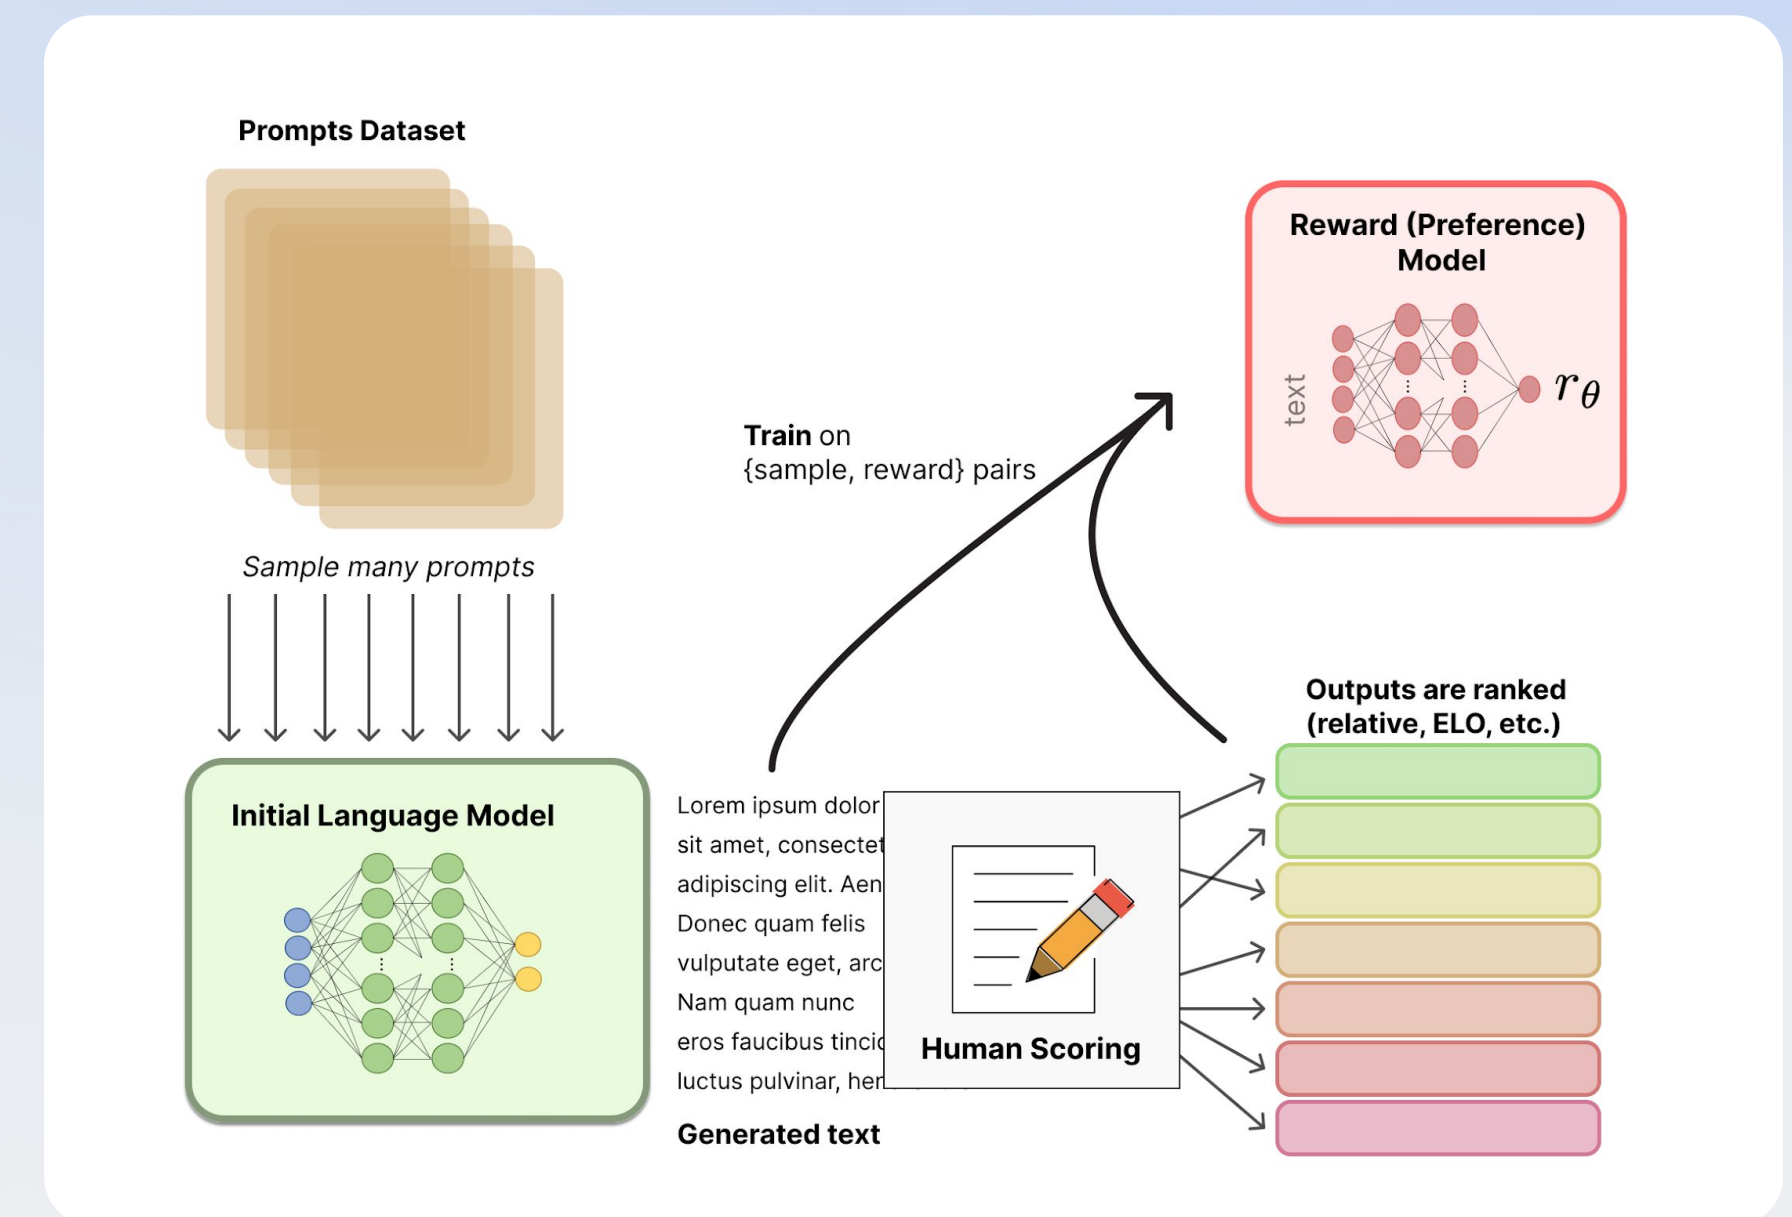 Prompts Dataset
Sample many prompts
Initial Language Model
Train on
{sample, reward} pairs
Lorem ipsum dolor
sit amet, consectet
adipiscing elit. Aen
Donec quam felis
vulputate eget, arc
Nam quam nunc
eros faucibus tincid
luctus pulvinar, hen
Generated text
Human Scoring
Reward (Preference)
Model
text
rθ
Outputs are ranked
(relative, ELO, etc.)